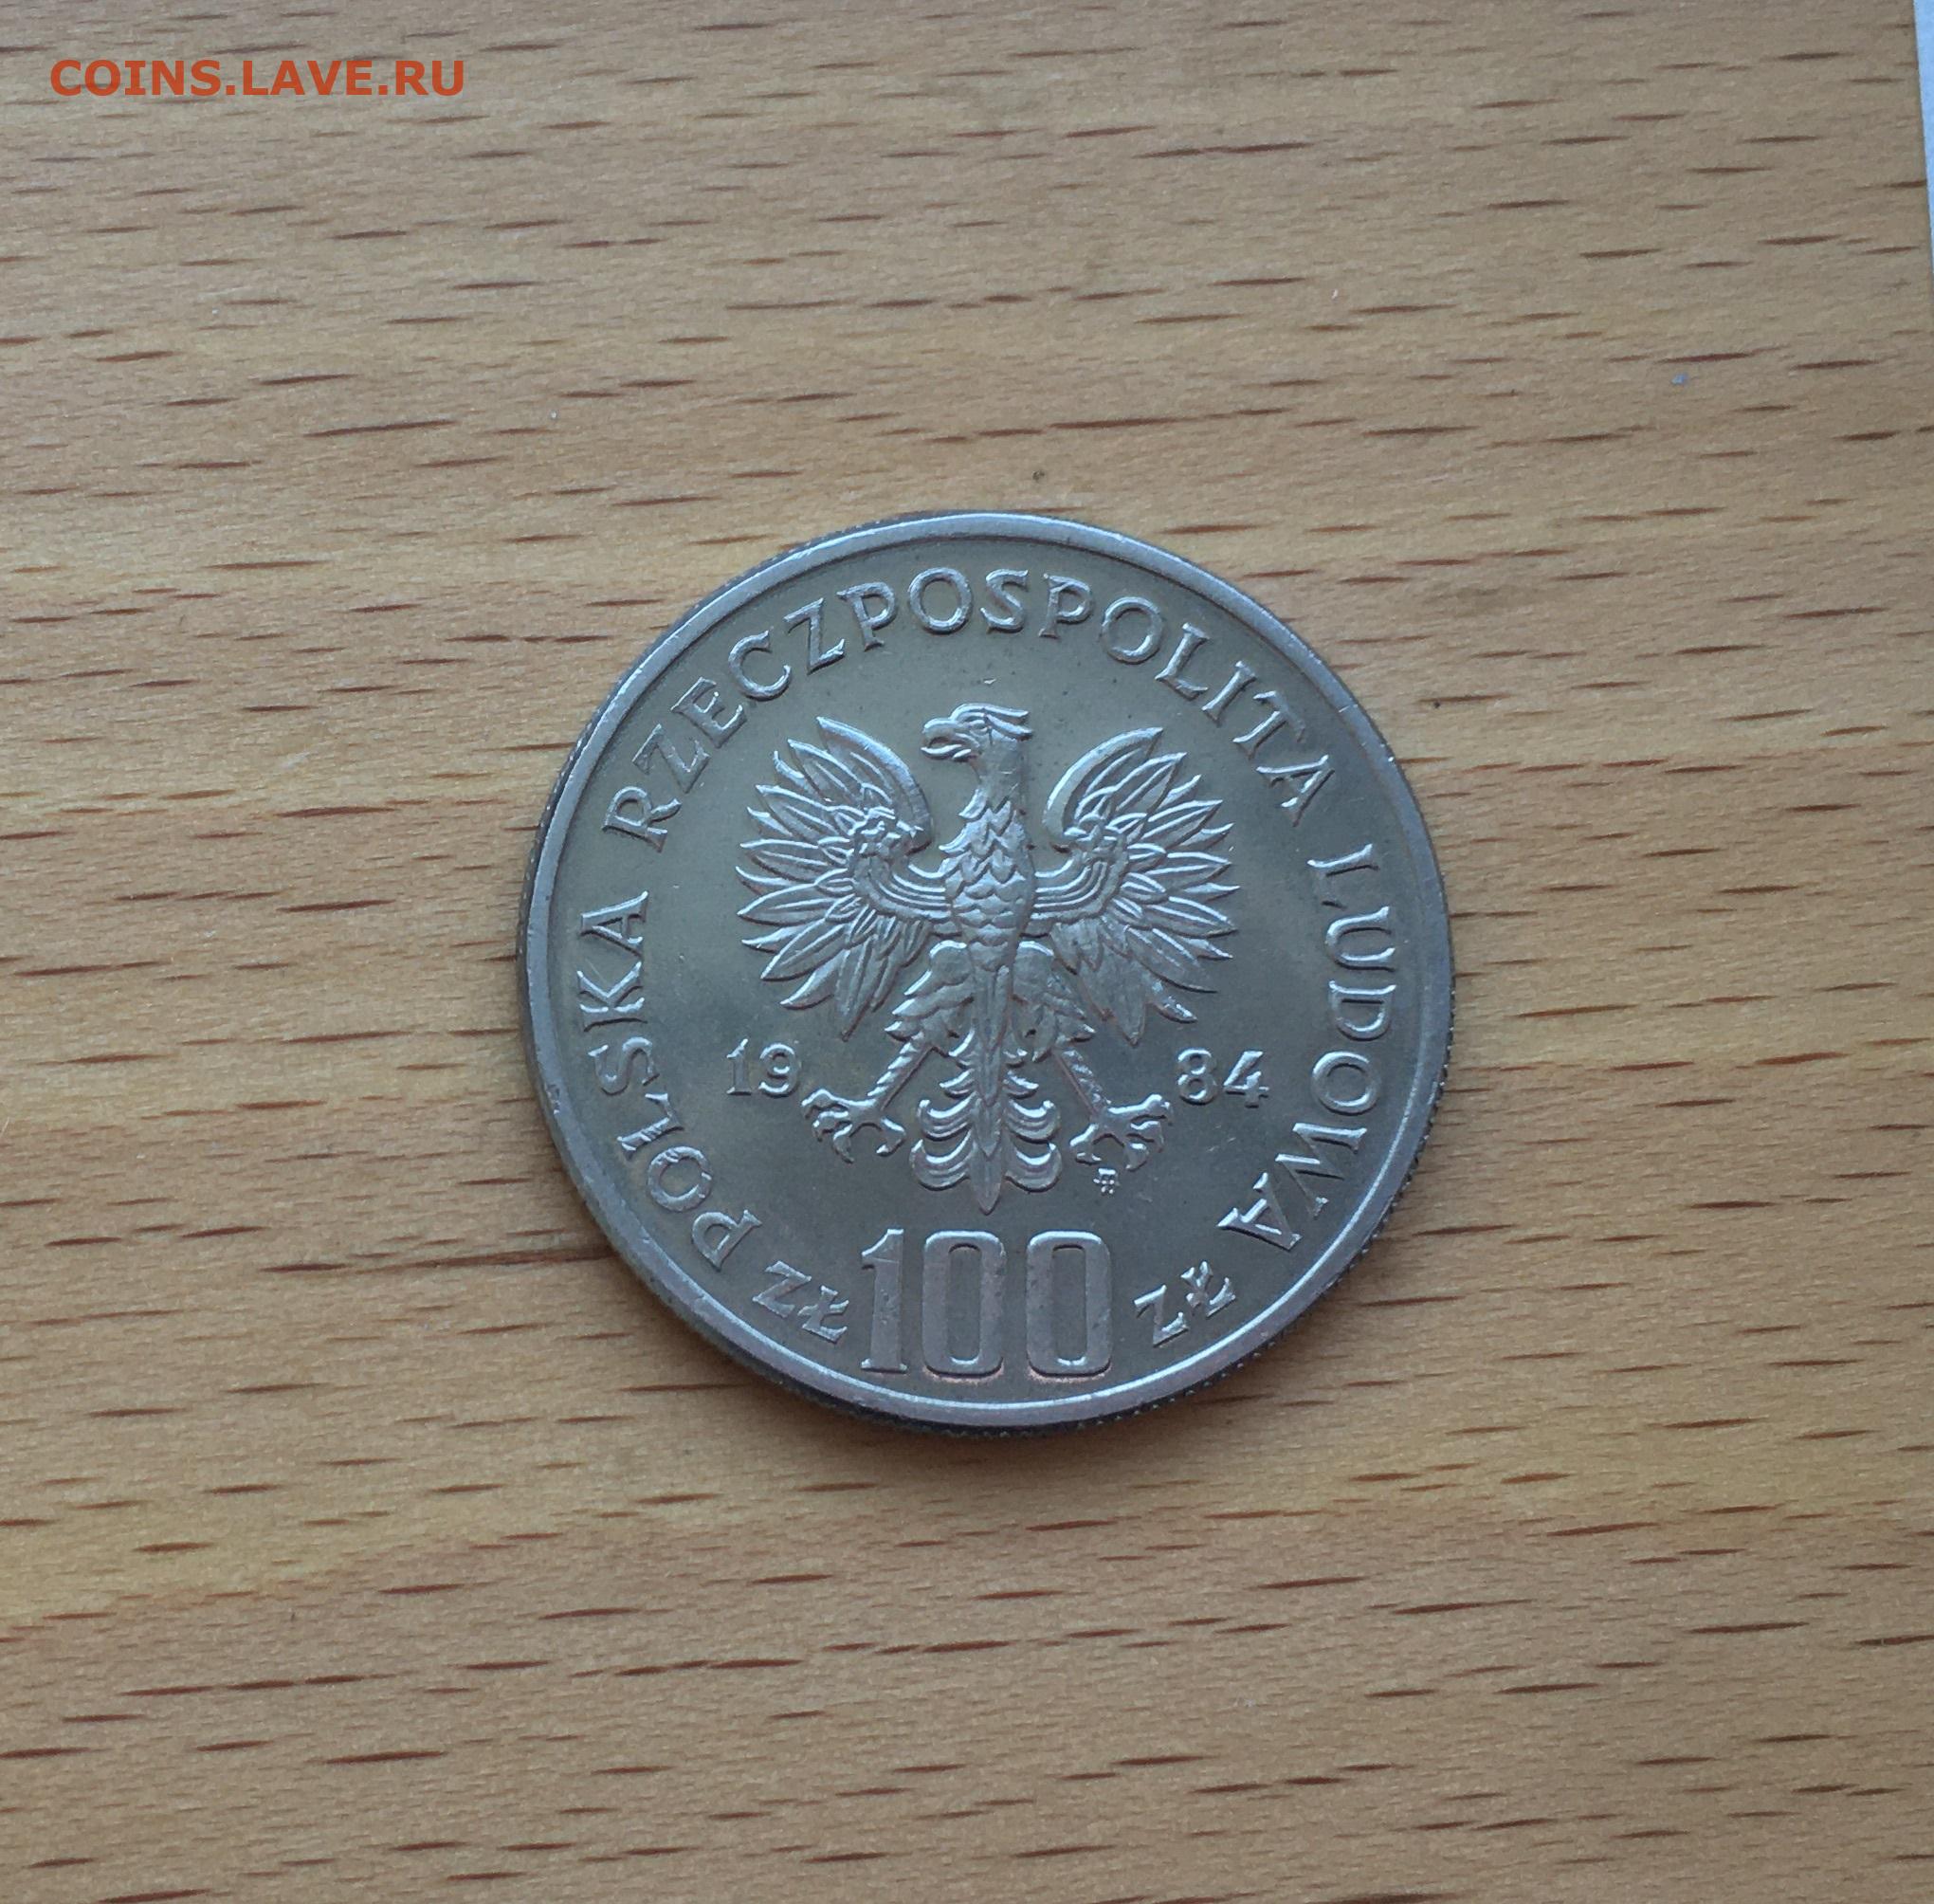 COINS.LAVE.RU
POLSKA RZECZPOSPOLITA LUDOWA
19 84
ZŁ 100 ZŁ